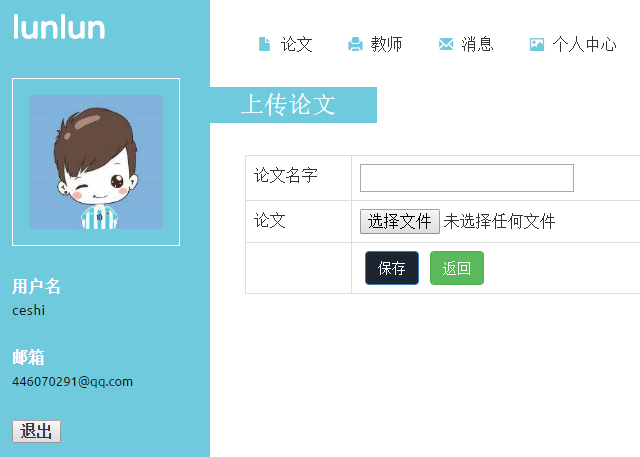 lunlun
论文 教师 消息 个人中心
上传论文
论文名字
论文 选择文件 未选择任何文件
保存 返回
用户名
ceshi
邮箱
446070291@qq.com
退出